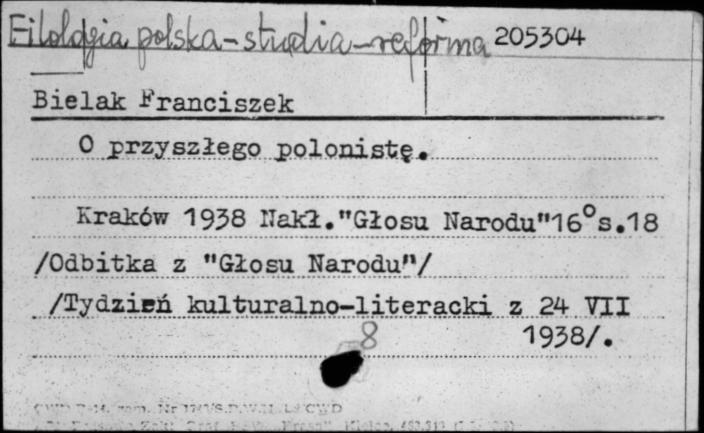 Filologia polska-studia-reforma 205304
Bielak Franciszek
O przyszłego polonistę.
Kraków 1938 Nakł."Głosu Narodu"16°s.18
/Odbitka z "Głosu Narodu"/
/Tydzień kulturalno-literacki z 24 VII
1938/.
8